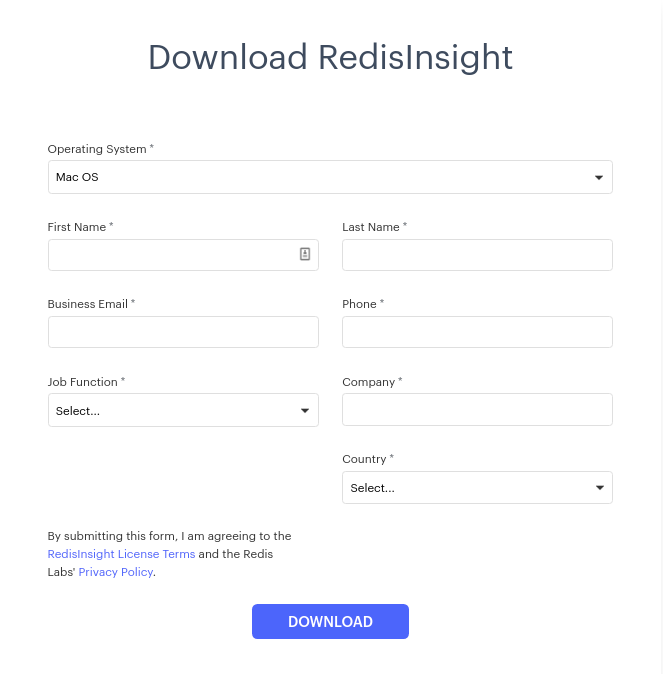 Download RedisInsight
Operating System *
Mac OS
First Name *
Last Name *
Business Email *
Phone *
Job Function *
Company *
Select...
Country *
Select...
By submitting this form, I am agreeing to the
RedisInsight License Terms and the Redis
Labs' Privacy Policy.
DOWNLOAD